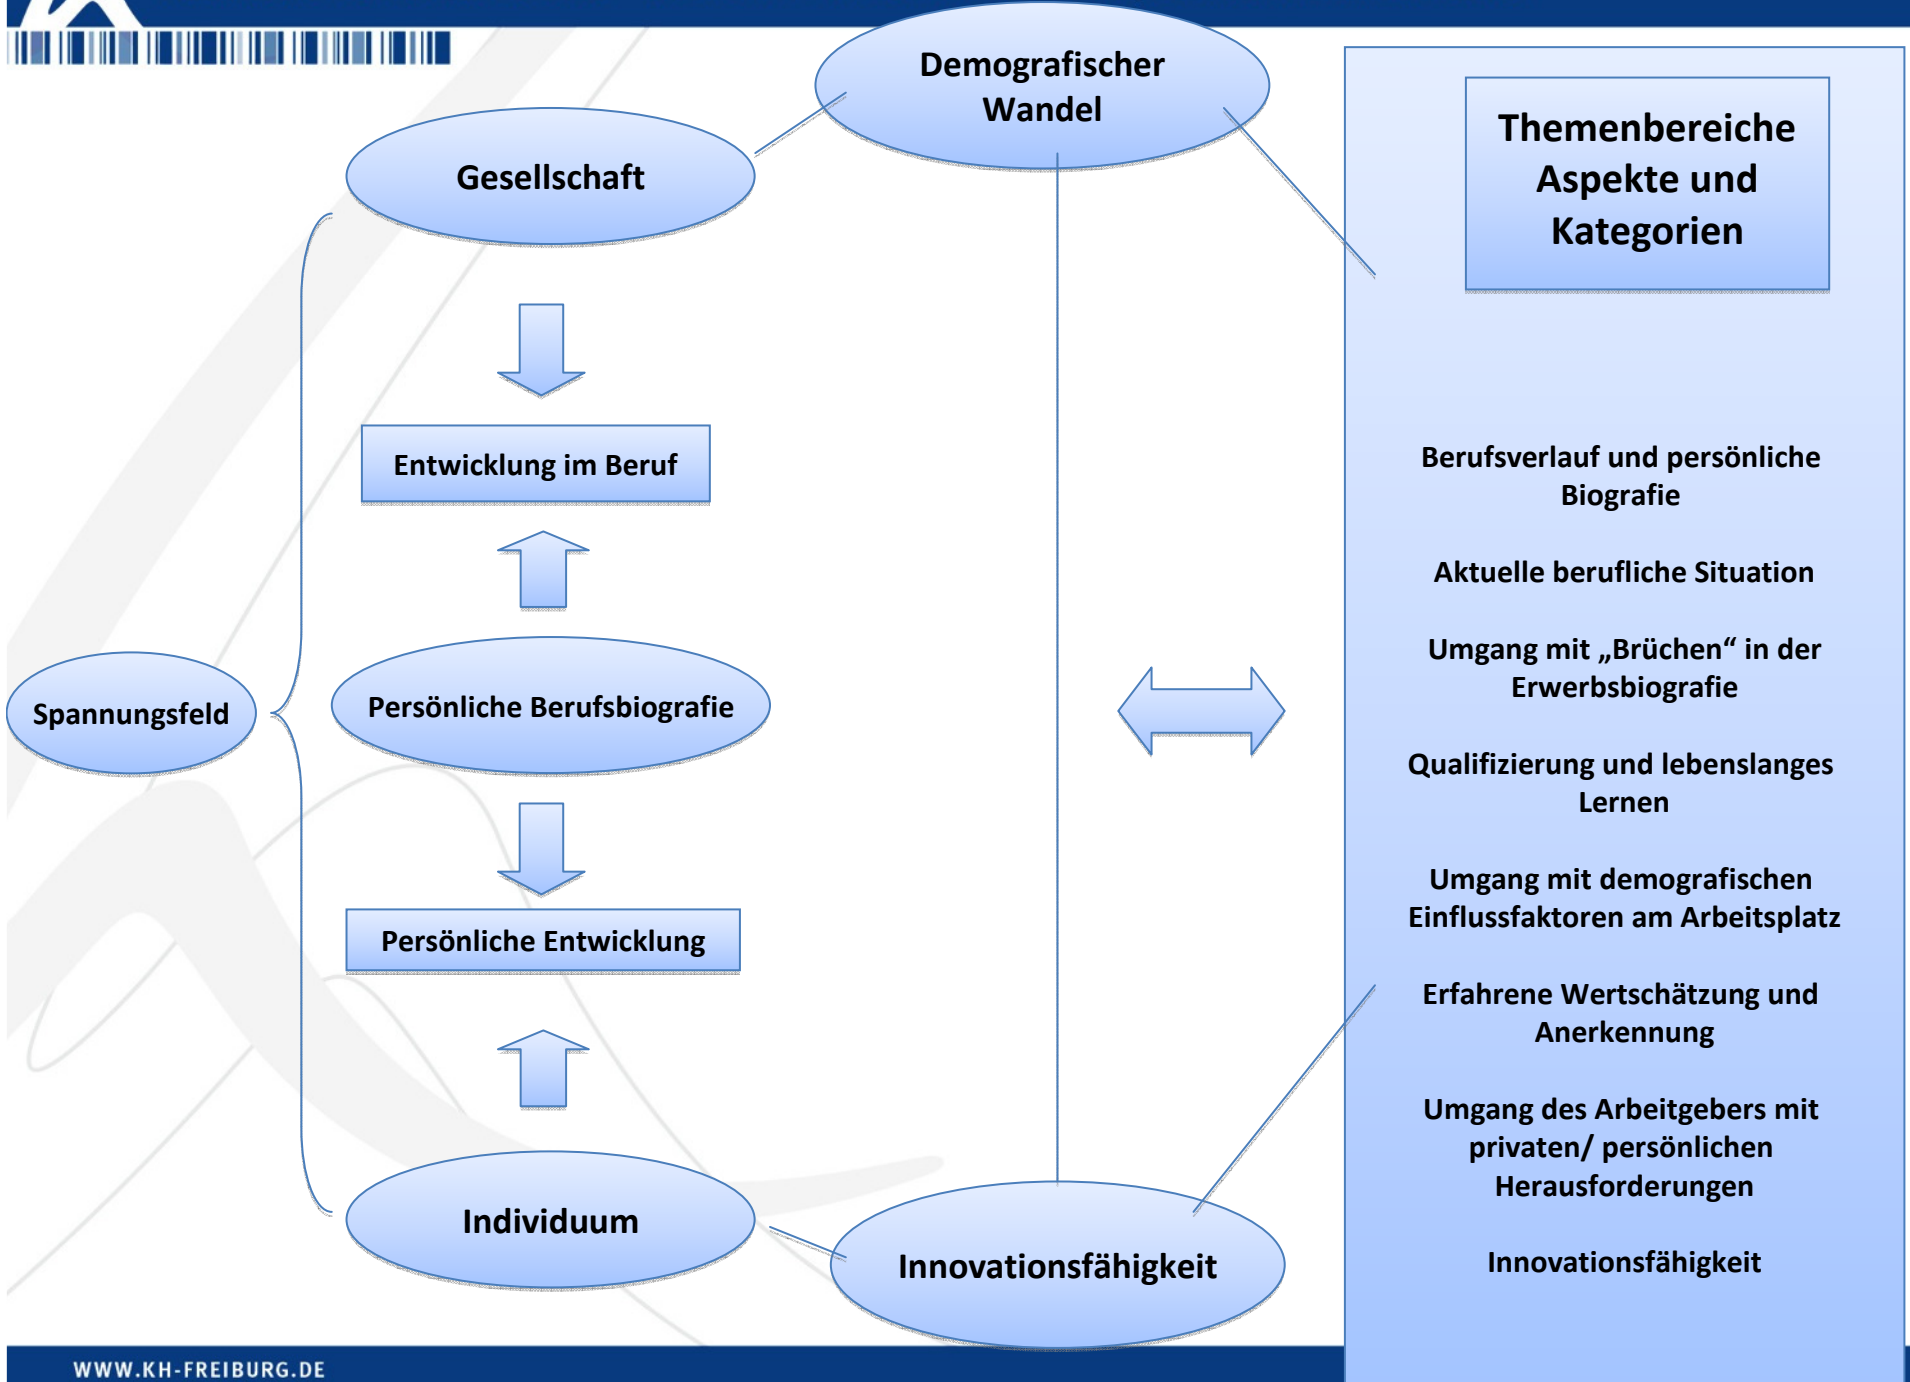 Demografischer
Wandel
Gesellschaft
Entwicklung im Beruf
Spannungsfeld
Persönliche Berufsbiografie
Persönliche Entwicklung
Individuum
Innovationsfähigkeit
Themenbereiche
Aspekte und
Kategorien
Berufsverlauf und persönliche
Biografie
Aktuelle berufliche Situation
Umgang mit „Brüchen“ in der
Erwerbsbiografie
Qualifizierung und lebenslanges
Lernen
Umgang mit demografischen
Einflussfaktoren am Arbeitsplatz
Erfahrene Wertschätzung und
Anerkennung
Umgang des Arbeitgebers mit
privaten/ persönlichen
Herausforderungen
Innovationsfähigkeit
WWW.KH-FREIBURG.DE